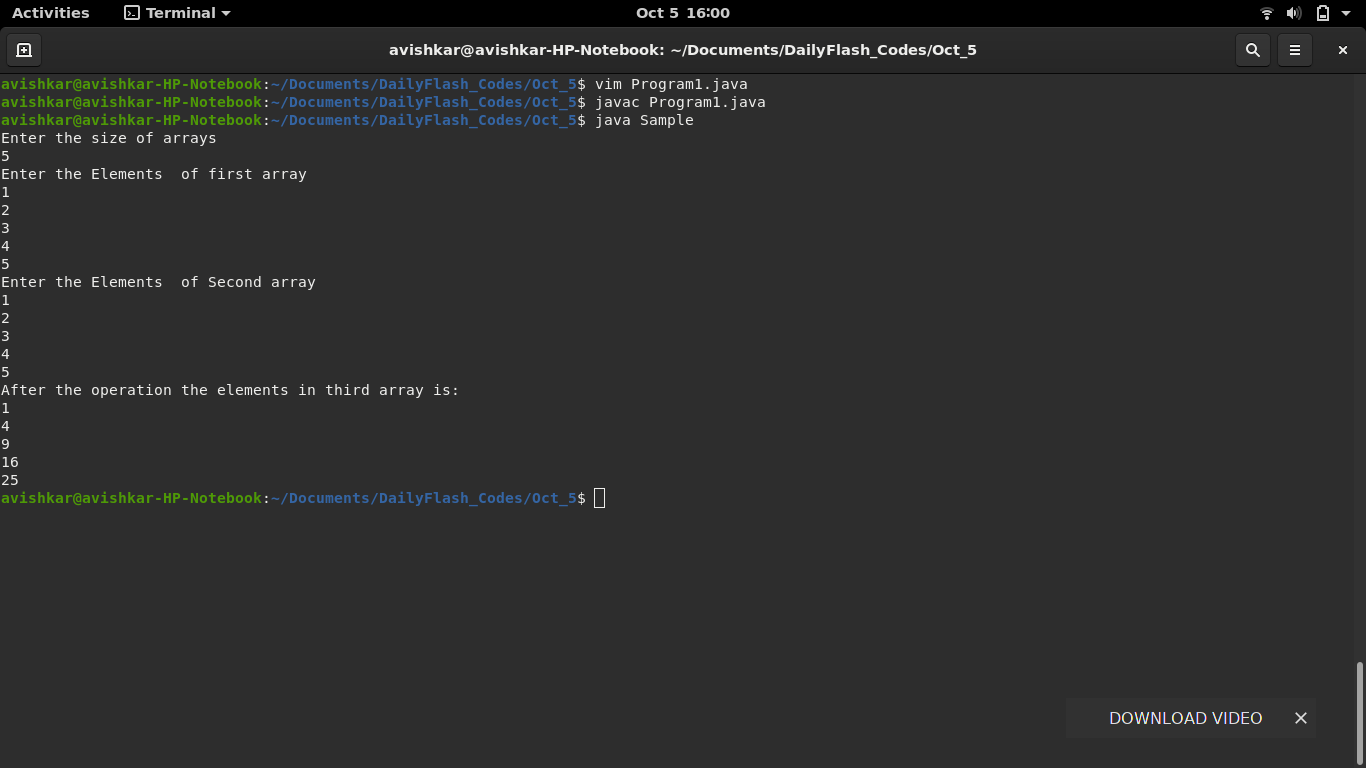 Activities Terminal Oct 5 16:00
avishkar@avishkar-HP-Notebook: ~/Documents/DailyFlash_Codes/Oct_5
avishkar@avishkar-HP-Notebook:~/Documents/DailyFlash_Codes/Oct_5$ vim Program1.java
avishkar@avishkar-HP-Notebook:~/Documents/DailyFlash_Codes/Oct_5$ javac Program1.java
avishkar@avishkar-HP-Notebook:~/Documents/DailyFlash_Codes/Oct_5$ java Sample
Enter the size of arrays
5
Enter the Elements  of first array
1
2
3
4
5
Enter the Elements  of Second array
1
2
3
4
5
After the operation the elements in third array is:
1
4
9
16
25
avishkar@avishkar-HP-Notebook:~/Documents/DailyFlash_Codes/Oct_5$
DOWNLOAD VIDEO